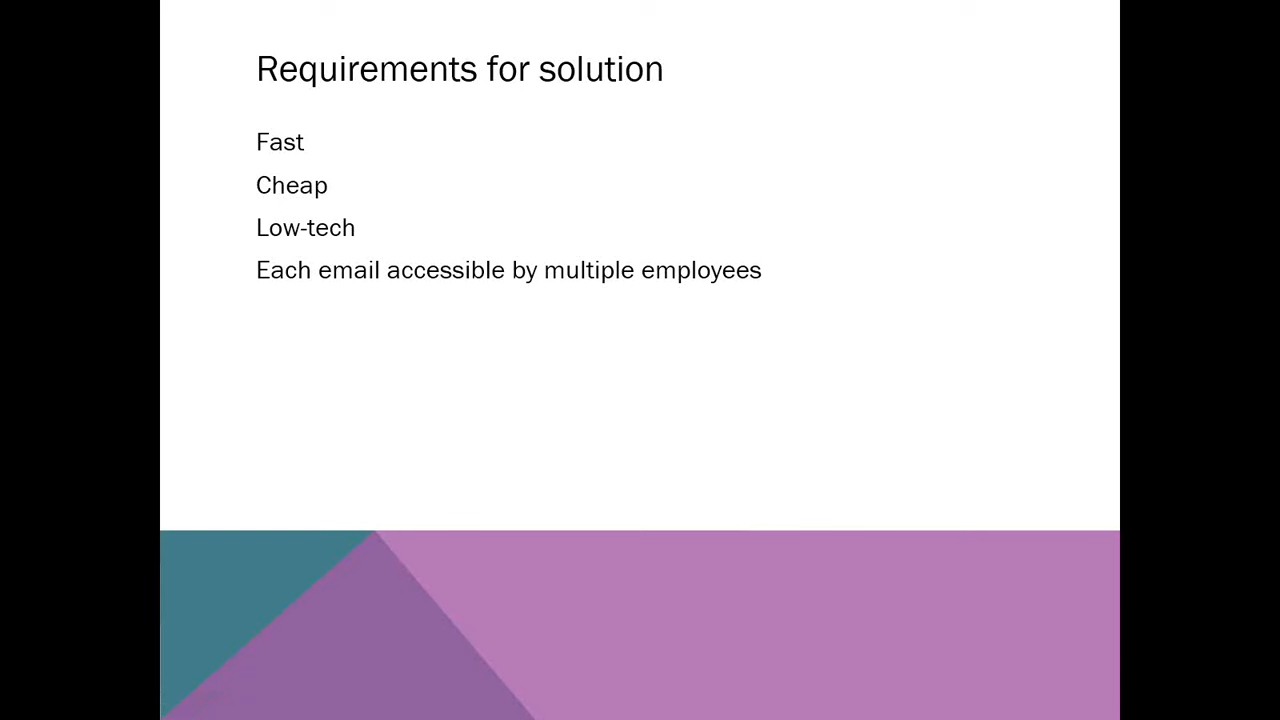 Requirements for solution
Fast
Cheap
Low-tech
Each email accessible by multiple employees